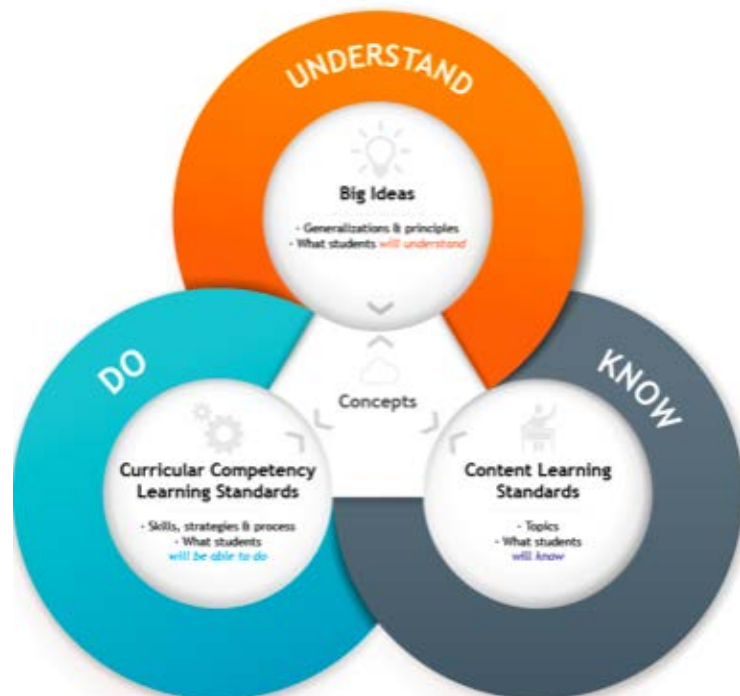 UNDERSTAND
Big Ideas
- Generalizations & principles
- What students will understand
DO
KNOW
Concepts
Curricular Competency
Learning Standards
- Skills, strategies & process
- What students
will be able to do
Content Learning
Standards
- Topics
- What students
will know